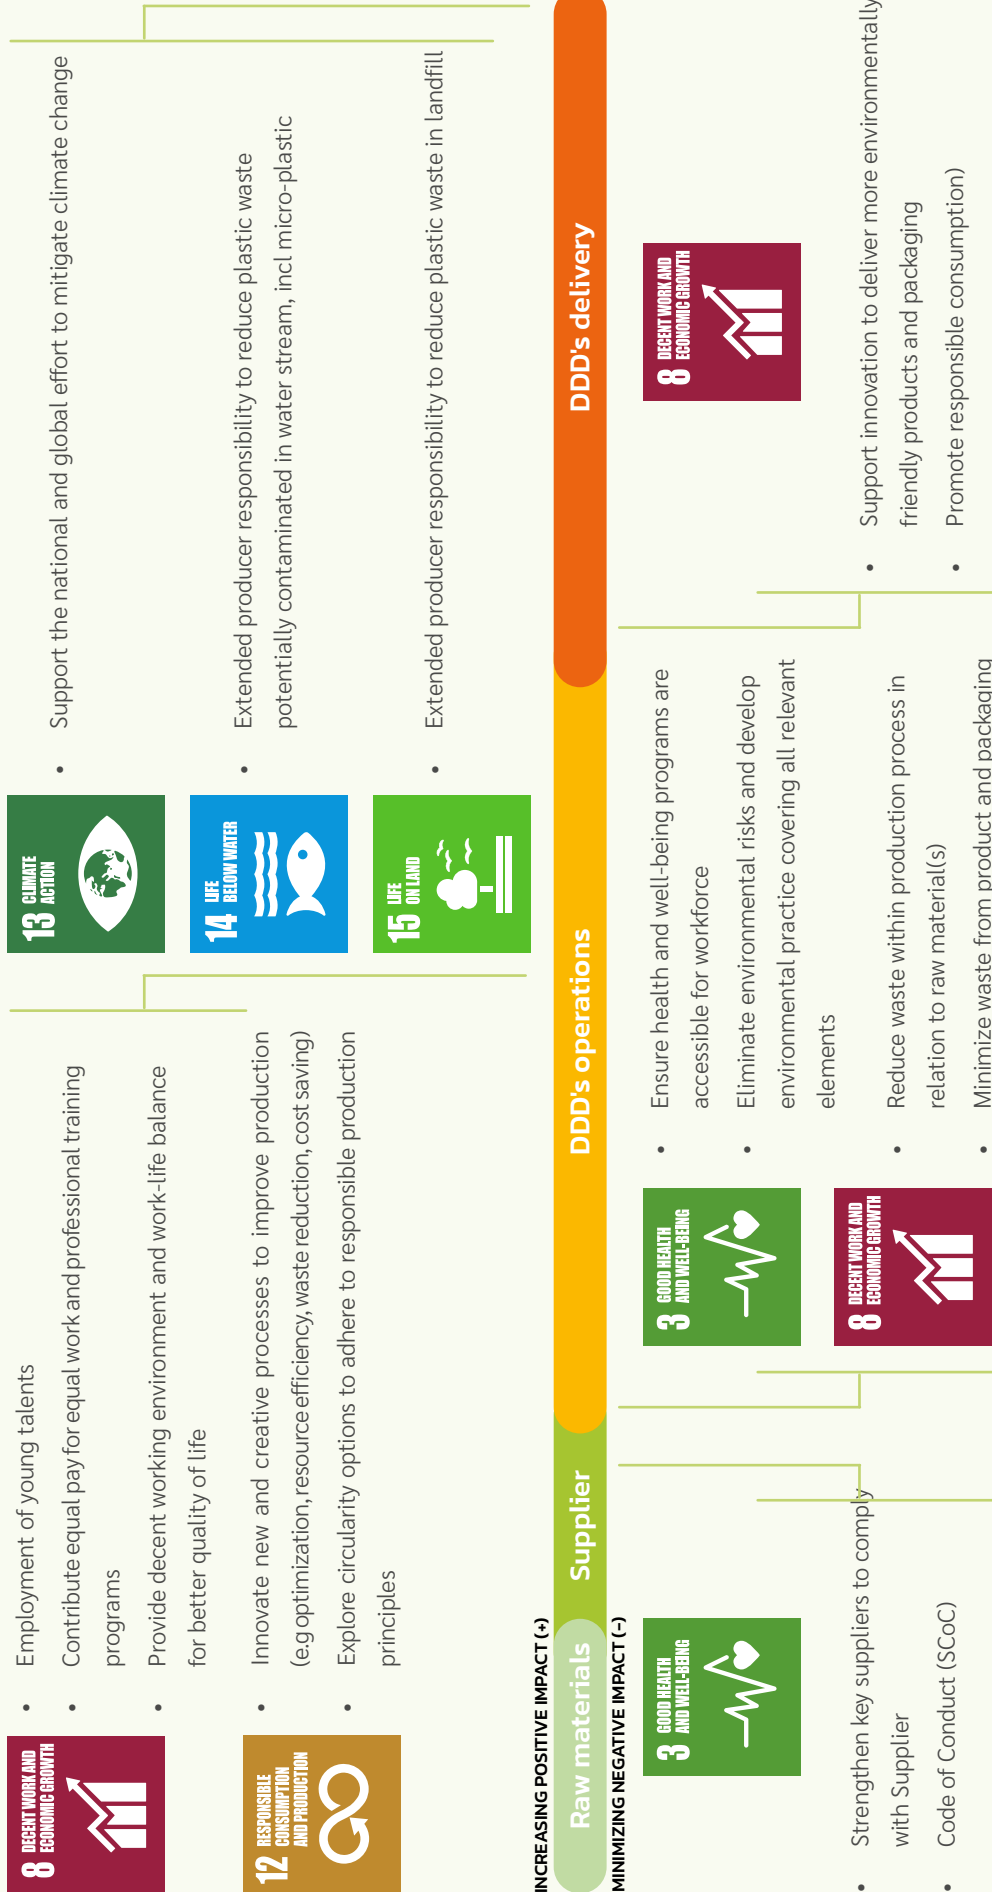 8 DECENT WORK AND
ECONOMIC GROWTH
• Employment of young talents
• Contribute equal pay for equal work and professional training
programs
• Provide decent working environment and work-life balance
for better quality of life
12 RESPONSIBLE
CONSUMPTION
AND PRODUCTION
• Innovate new and creative processes to improve production
(e.g optimization, resource efficiency, waste reduction, cost saving)
• Explore circularity options to adhere to responsible production
principles
13 CLIMATE
ACTION
• Support the national and global effort to mitigate climate change
14 LIFE
BELOW WATER
• Extended producer responsibility to reduce plastic waste
potentially contaminated in water stream, incl micro-plastic
15 LIFE
ON LAND
• Extended producer responsibility to reduce plastic waste in landfill
INCREASING POSITIVE IMPACT (+)
Raw materials
Supplier
DDD's operations
DDD's delivery
MINIMIZING NEGATIVE IMPACT (–)
3 GOOD HEALTH
AND WELL-BEING
• Strengthen key suppliers to comply
with Supplier
• Code of Conduct (SCoC)
3 GOOD HEALTH
AND WELL-BEING
• Ensure health and well-being programs are
accessible for workforce
• Eliminate environmental risks and develop
environmental practice covering all relevant
elements
8 DECENT WORK AND
ECONOMIC GROWTH
• Reduce waste within production process in
relation to raw material(s)
• Minimize waste from product and packaging
8 DECENT WORK AND
ECONOMIC GROWTH
• Support innovation to deliver more environmentally
friendly products and packaging
• Promote responsible consumption)